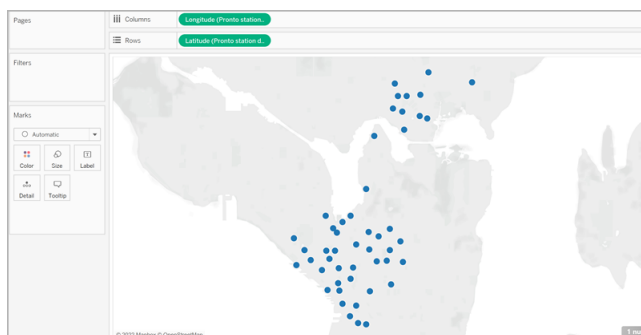 Pages
Columns
Longitude (Pronto station..
Rows
Latitude (Pronto station d..
Filters
Marks
Automatic
Color
Size
Label
Detail
Tooltip
© 2022 Mapbox © OpenStreetMap